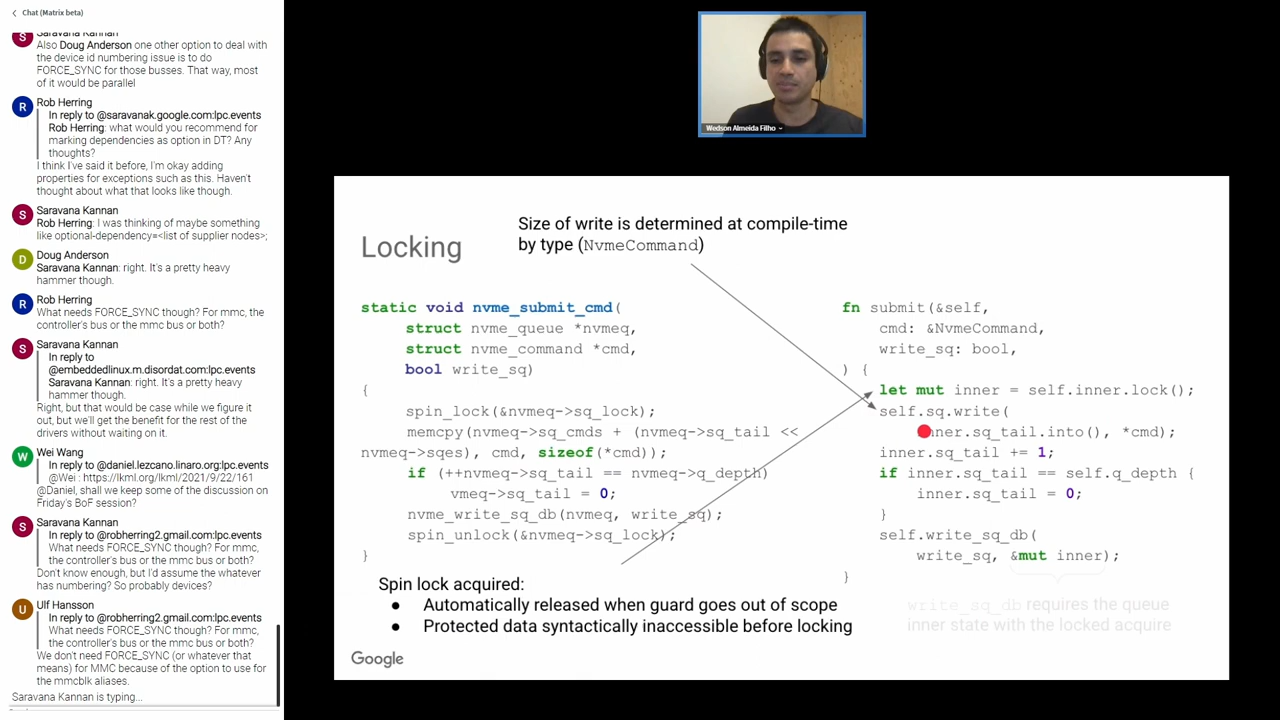 Chat (Matrix beta)
Saravana Kannan
Also Doug Anderson one other option to deal with
the device id numbering issue is to do
FORCE_SYNC for those busses. That way, most
of it would be parallel
R
Rob Herring
In reply to @saravanak.google.com:lpc.events
Rob Herring: what would you recommend for
marking dependencies as option in DT? Any
thoughts?
I think I've said it before, I'm okay adding
properties for exceptions such as this. Haven't
thought about what that looks like though.
S
Saravana Kannan
Rob Herring: I was thinking of maybe something
like optional-dependency=<list of supplier nodes>;
D
Doug Anderson
Saravana Kannan: right. It's a pretty heavy
hammer though.
R
Rob Herring
What needs FORCE_SYNC though? For mmc, the
controller's bus or the mmc bus or both?
S
Saravana Kannan
In reply to
@embeddedlinux.m.disordat.com:lpc.events
Saravana Kannan: right. It's a pretty heavy
hammer though.
Right, but that would be case while we figure it
out, but we'll get the benefit for the rest of the
drivers without waiting on it.
W
Wei Wang
In reply to @daniel.lezcano.linaro.org:lpc.events
@Wei : https://lkml.org/lkml/2021/9/22/161
@Daniel, shall we keep some of the discussion on
Friday's BoF session?
S
Saravana Kannan
In reply to @robherring2.gmail.com:lpc.events
What needs FORCE_SYNC though? For mmc,
the controller's bus or the mmc bus or both?
Don't know enough, but I'd assume the whatever
has numbering? So probably devices?
U
Ulf Hansson
In reply to @robherring2.gmail.com:lpc.events
What needs FORCE_SYNC though? For mmc,
the controller's bus or the mmc bus or both?
We don't need FORCE_SYNC (or whatever that
means) for MMC because of the option to use for
the mmcblk aliases.
Saravana Kannan is typing...
Wedson Almeida Filho
Locking
Size of write is determined at compile-time
by type (NvmeCommand)
static void nvme_submit_cmd(
struct nvme_queue *nvmeq,
struct nvme_command *cmd,
bool write_sq)
{
spin_lock(&nvmeq->sq_lock);
memcpy(nvmeq->sq_cmds + (nvmeq->sq_tail <<
nvmeq->sqes), cmd, sizeof(*cmd));
if (++nvmeq->sq_tail == nvmeq->q_depth)
vmeq->sq_tail = 0;
nvme_write_sq_db(nvmeq, write_sq);
spin_unlock(&nvmeq->sq_lock);
}
fn submit(&self,
cmd: &NvmeCommand,
write_sq: bool,
) {
let mut inner = self.inner.lock();
self.sq.write(
inner.sq_tail.into(), *cmd);
inner.sq_tail += 1;
if inner.sq_tail == self.q_depth {
inner.sq_tail = 0;
}
self.write_sq_db(
write_sq, &mut inner);
}
Spin lock acquired:
● Automatically released when guard goes out of scope
● Protected data syntactically inaccessible before locking
write_sq_db requires the queue
inner state with the locked acquire
Google